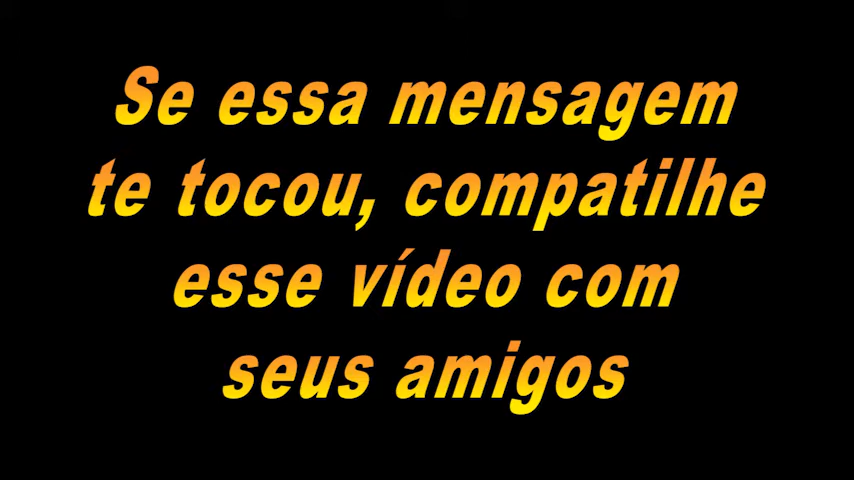 Se essa mensagem
te tocou, compatilhe
esse vídeo com
seus amigos